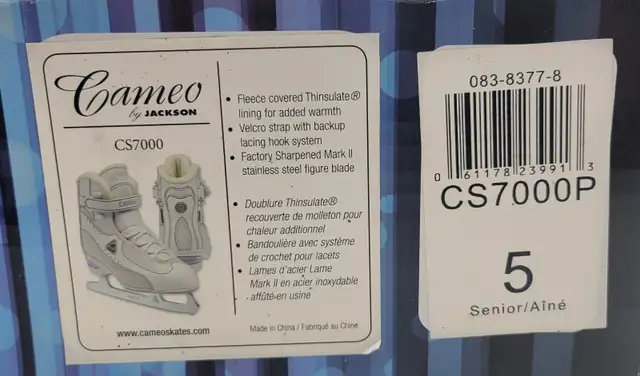 Cameo
by JACKSON
CS7000
www.cameoskates.com
• Fleece covered Thinsulate®
lining for added warmth
• Velcro strap with backup
lacing hook system
• Factory Sharpened Mark II
stainless steel figure blade
• Doublure Thinsulate®
recouverte de molleton pour
chaleur additionnel
• Bandoulière avec système
de crochet pour lacets
• Lames d'acier Lame
Mark II en acier inoxydable
affûte-en usine
Made in China / Fabriqué au Chine
083-8377-8
0 61178 23991 3
CS7000P
5
Senior/Aîné